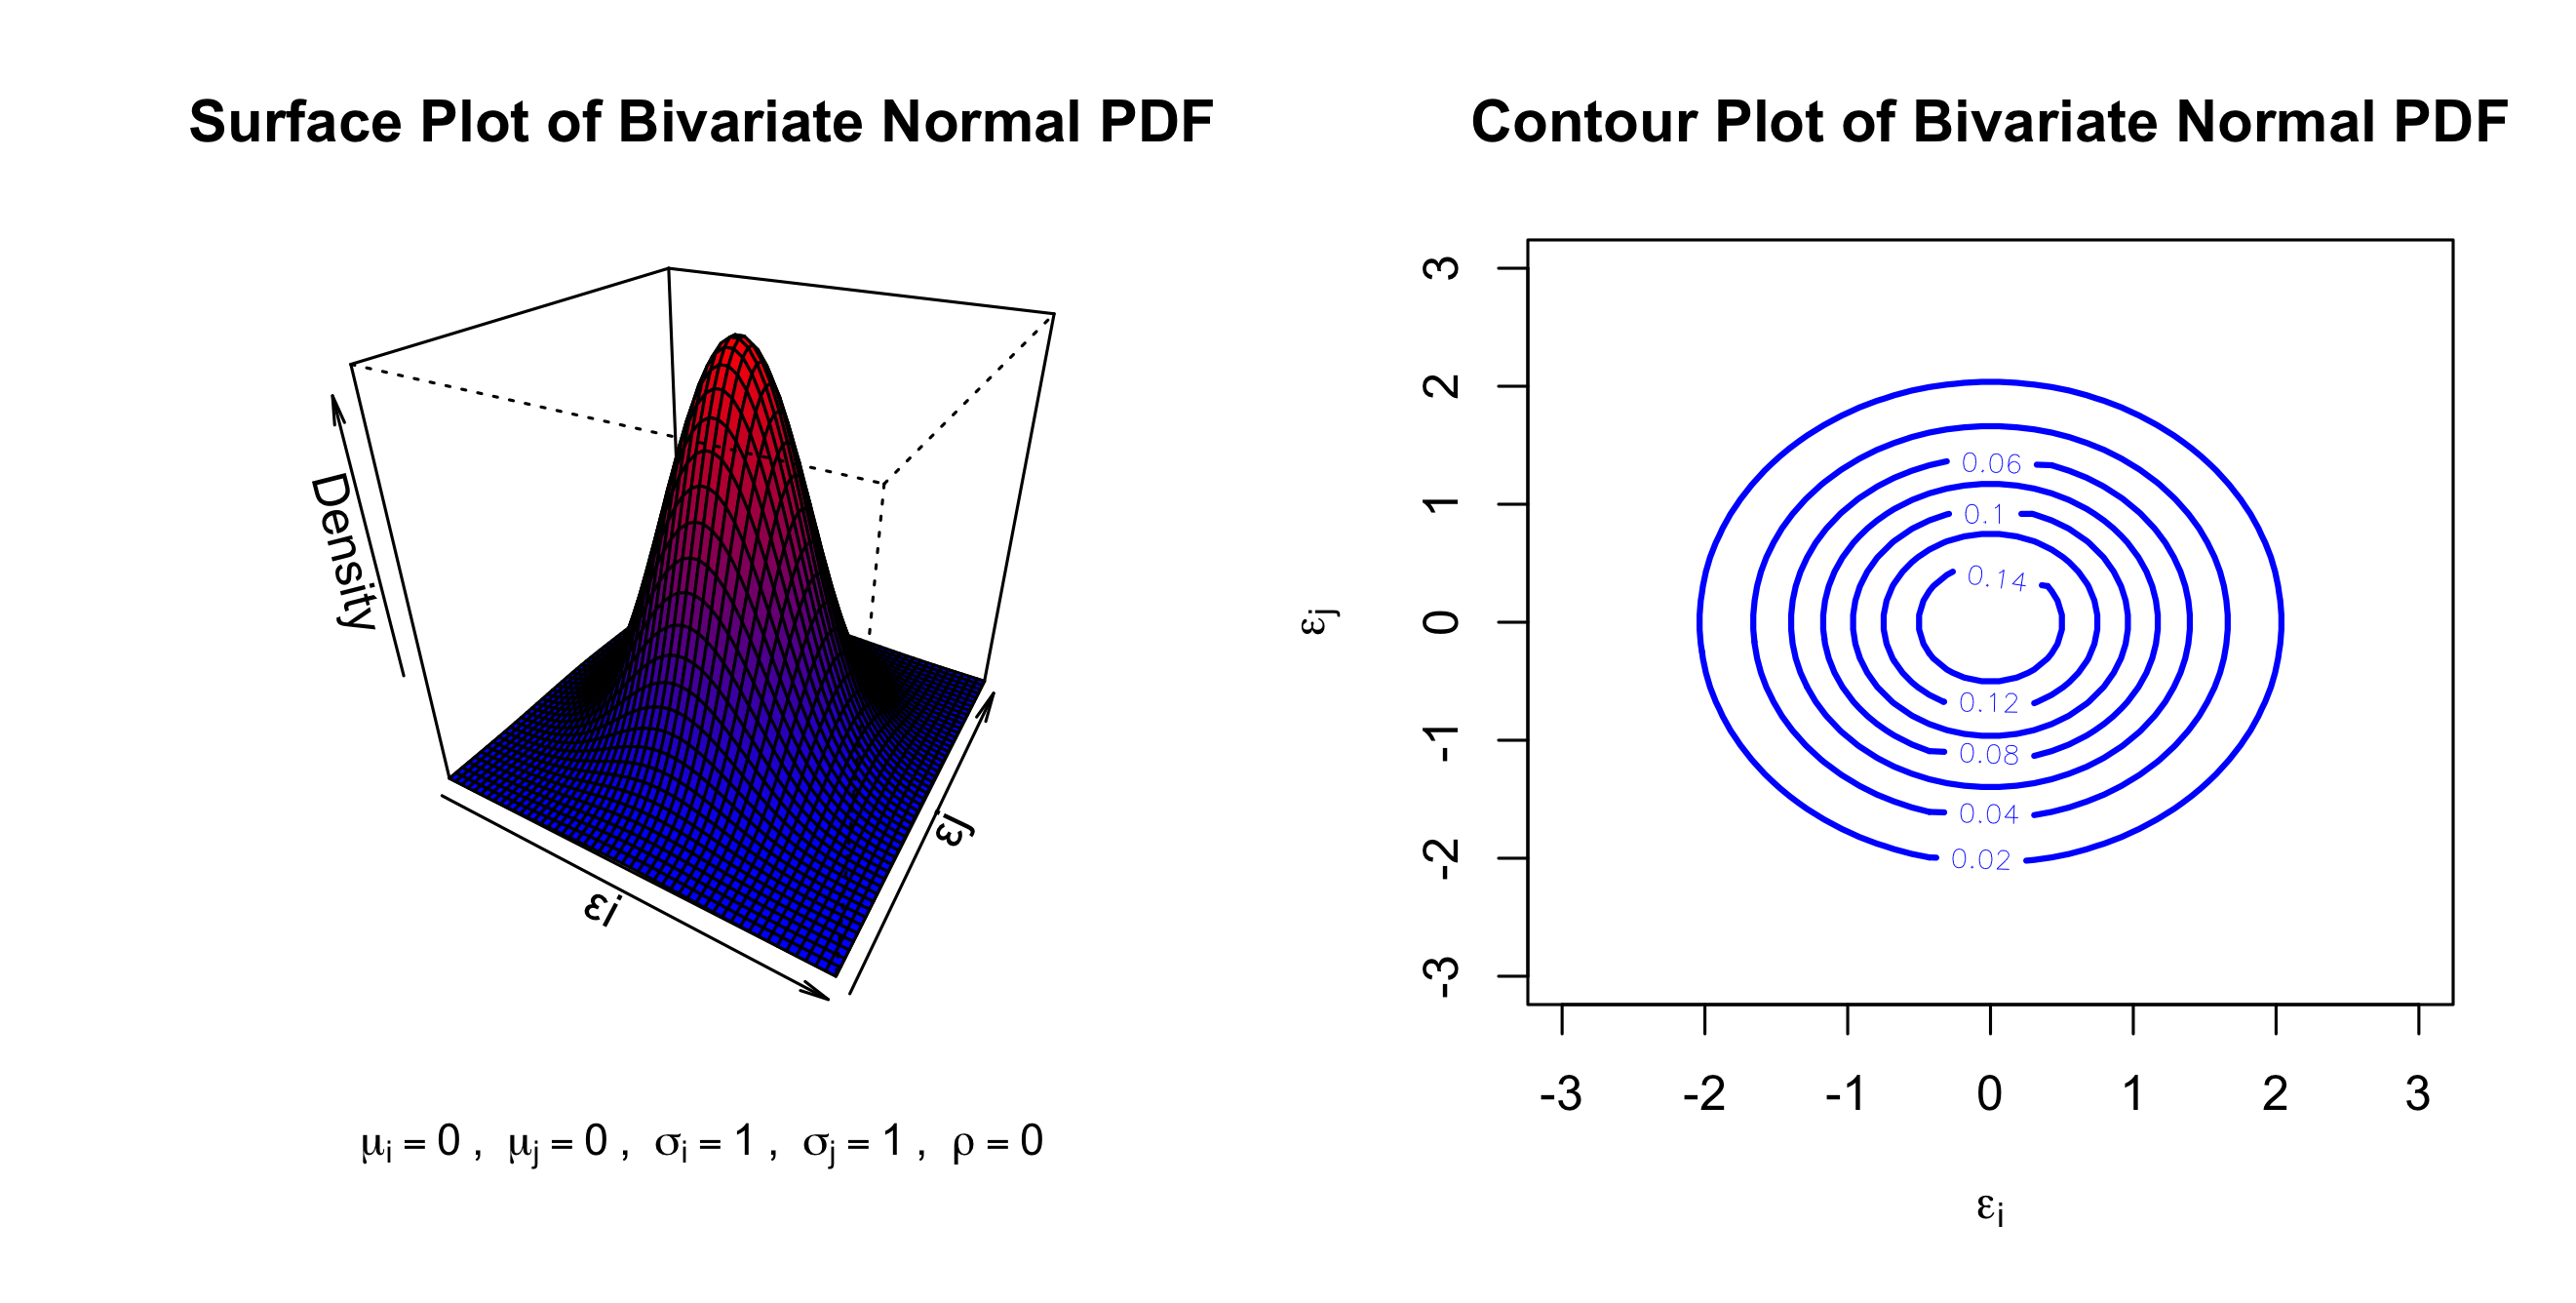 Surface Plot of Bivariate Normal PDF
Density
εi
εj
μi = 0 , μj = 0 , σi = 1 , σj = 1 , ρ = 0
Contour Plot of Bivariate Normal PDF
εj
3
2
1
0
-1
-2
-3
0.06
0.1
0.14
0.12
0.08
0.04
0.02
-3 -2 -1 0 1 2 3
εi